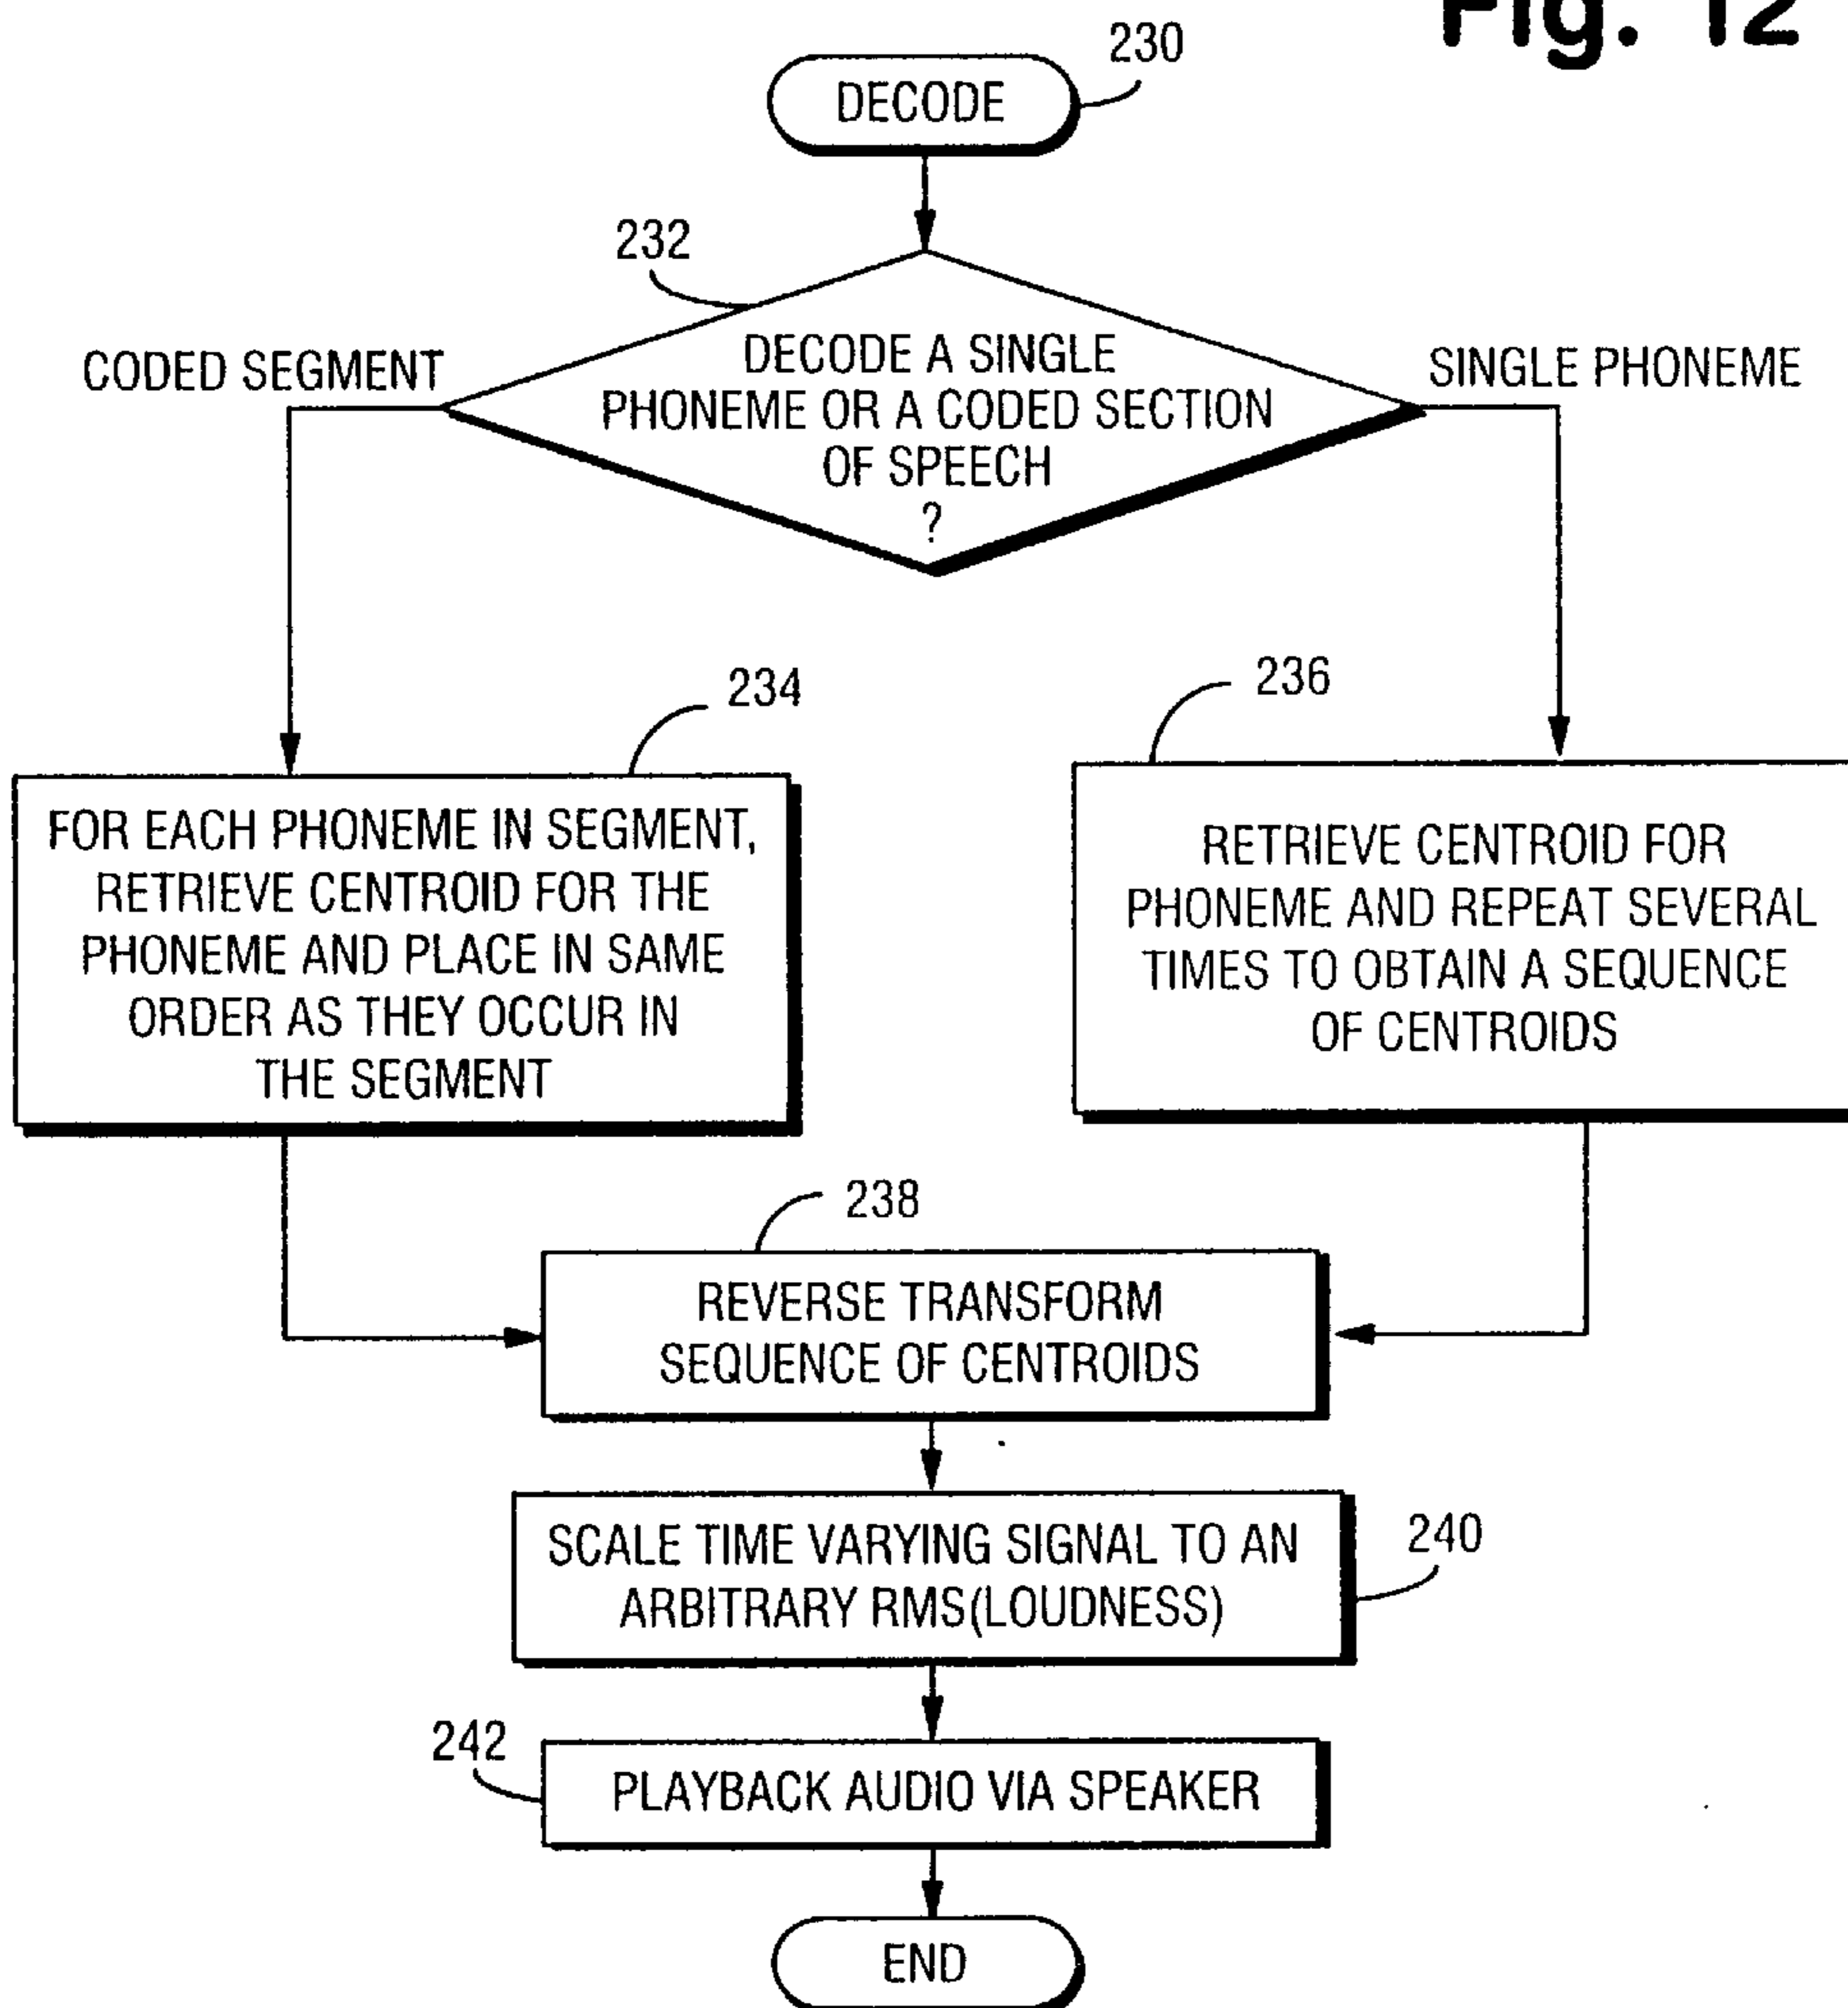 Fig. 12
230
DECODE
232
CODED SEGMENT
DECODE A SINGLE
PHONEME OR A CODED SECTION
OF SPEECH
?
SINGLE PHONEME
234
FOR EACH PHONEME IN SEGMENT,
RETRIEVE CENTROID FOR THE
PHONEME AND PLACE IN SAME
ORDER AS THEY OCCUR IN
THE SEGMENT
236
RETRIEVE CENTROID FOR
PHONEME AND REPEAT SEVERAL
TIMES TO OBTAIN A SEQUENCE
OF CENTROIDS
238
REVERSE TRANSFORM
SEQUENCE OF CENTROIDS
SCALE TIME VARYING SIGNAL TO AN
ARBITRARY RMS(LOUDNESS)
240
242
PLAYBACK AUDIO VIA SPEAKER
END